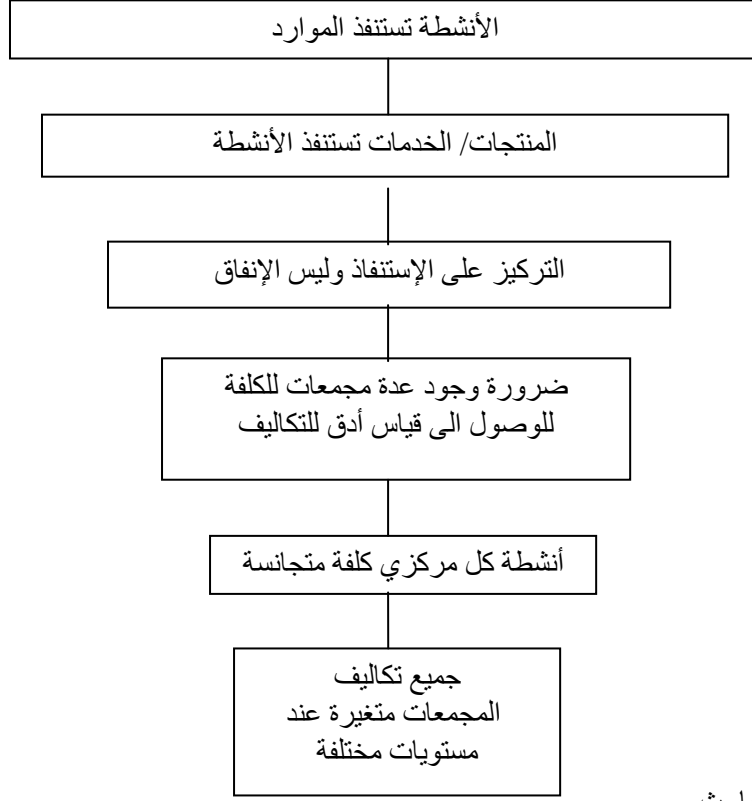 الأنشطة تستنفذ الموارد
المنتجات/ الخدمات تستنفذ الأنشطة
التركيز على الإستنفاذ وليس الإنفاق
ضرورة وجود عدة مجمعات للكلفة
للوصول الى قياس أدق للتكاليف
أنشطة كل مركزي كلفة متجانسة
جميع تكاليف
المجمعات متغيرة عند
مستويات مختلفة